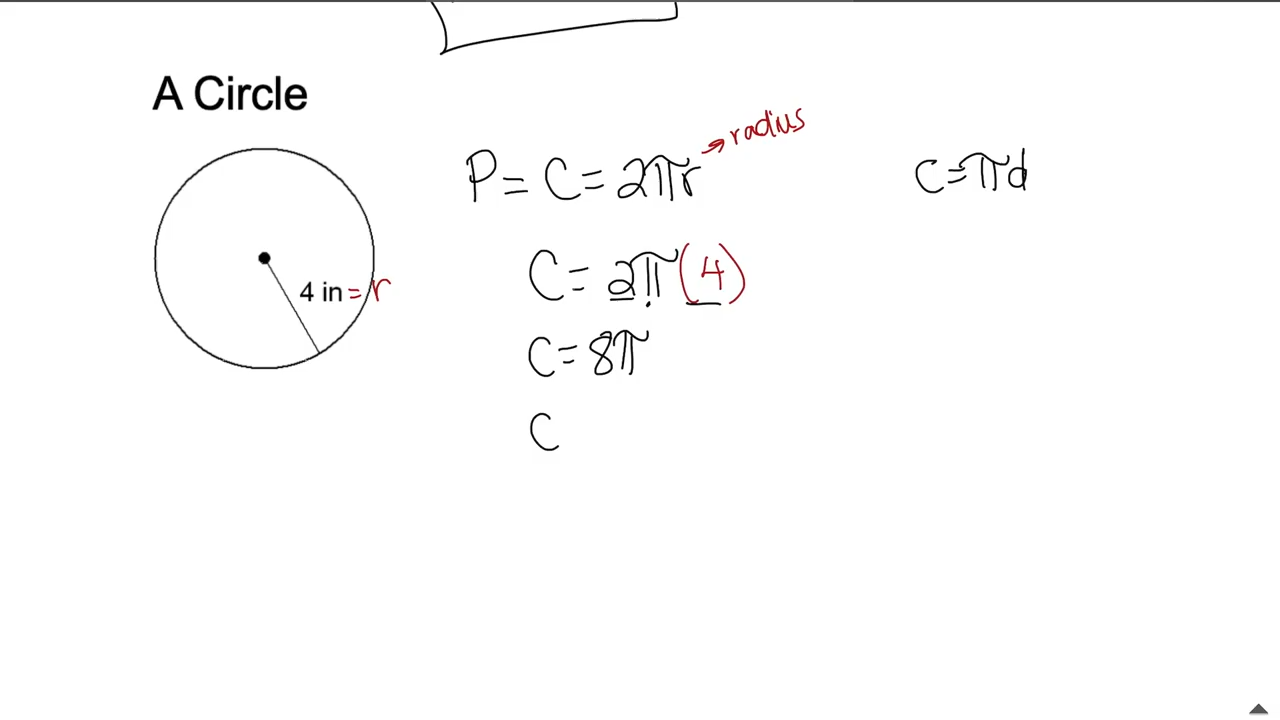 A Circle
P = C = 2πr → radius
C = πd
4 in = r
C = 2π(4)
C = 8π
C